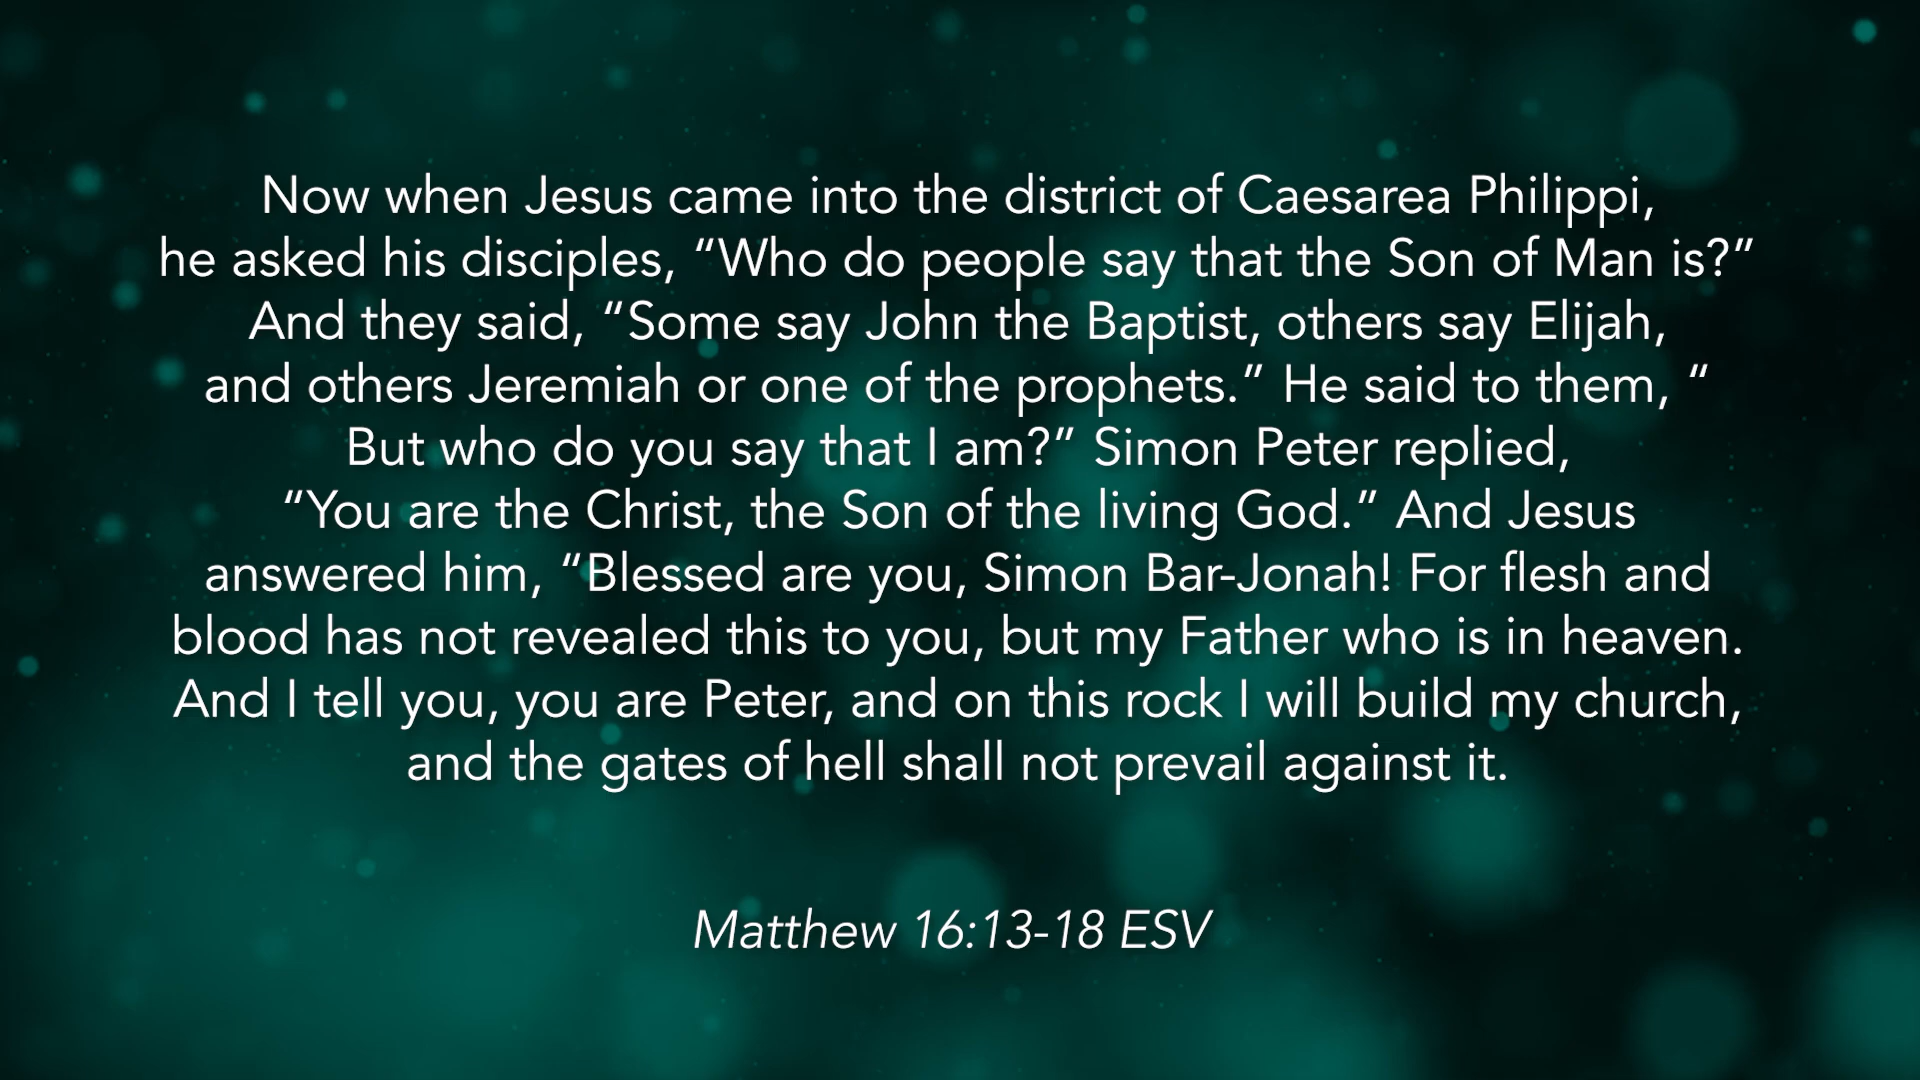 Now when Jesus came into the district of Caesarea Philippi,
he asked his disciples, “Who do people say that the Son of Man is?”
And they said, “Some say John the Baptist, others say Elijah,
and others Jeremiah or one of the prophets.” He said to them, “
But who do you say that I am?” Simon Peter replied,
“You are the Christ, the Son of the living God.” And Jesus
answered him, “Blessed are you, Simon Bar-Jonah! For flesh and
blood has not revealed this to you, but my Father who is in heaven.
And I tell you, you are Peter, and on this rock I will build my church,
and the gates of hell shall not prevail against it.
Matthew 16:13-18 ESV